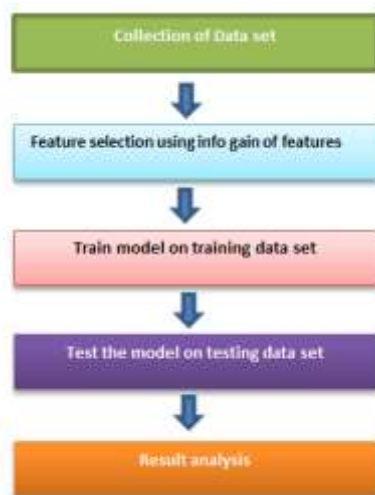 Collection of Data set
Feature selection using info gain of features
Train model on training data set
Test the model on testing data set
Result analysis